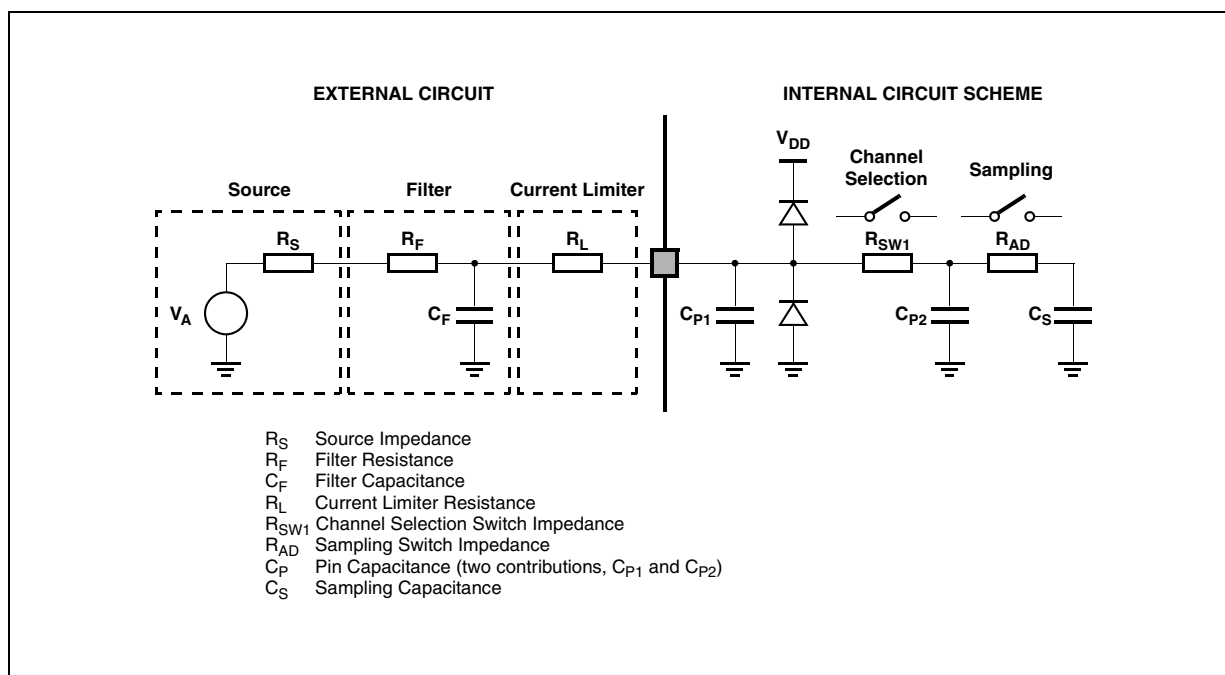 EXTERNAL CIRCUIT
INTERNAL CIRCUIT SCHEME
VDD
Channel
Selection
Sampling
Source
Filter
Current Limiter
RS
RF
RL
RSW1
RAD
VA
CF
CP1
CP2
CS
RS Source Impedance
RF Filter Resistance
CF Filter Capacitance
RL Current Limiter Resistance
RSW1 Channel Selection Switch Impedance
RAD Sampling Switch Impedance
CP Pin Capacitance (two contributions, CP1 and CP2)
CS Sampling Capacitance